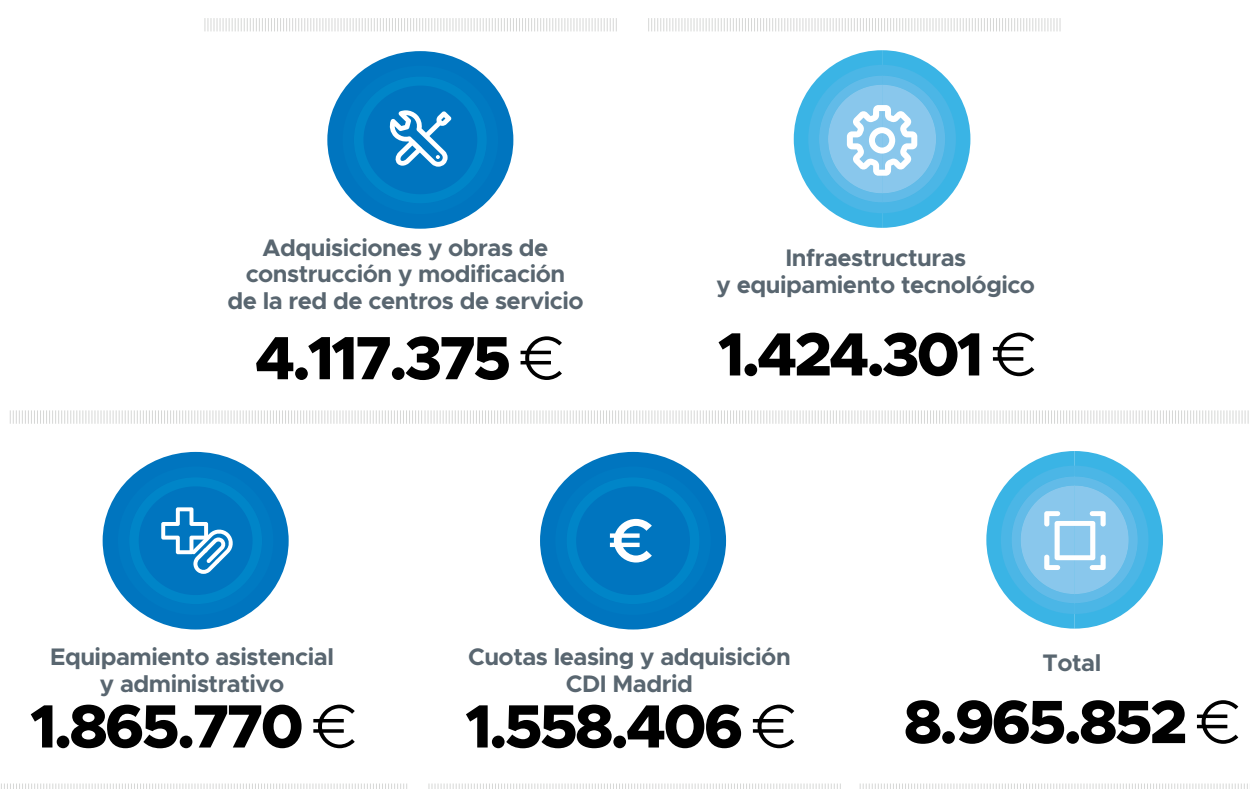 Adquisiciones y obras de
construcción y modificación
de la red de centros de servicio
4.117.375 €
Infraestructuras
y equipamiento tecnológico
1.424.301 €
Equipamiento asistencial
y administrativo
1.865.770 €
€
Cuotas leasing y adquisición
CDI Madrid
1.558.406 €
Total
8.965.852 €